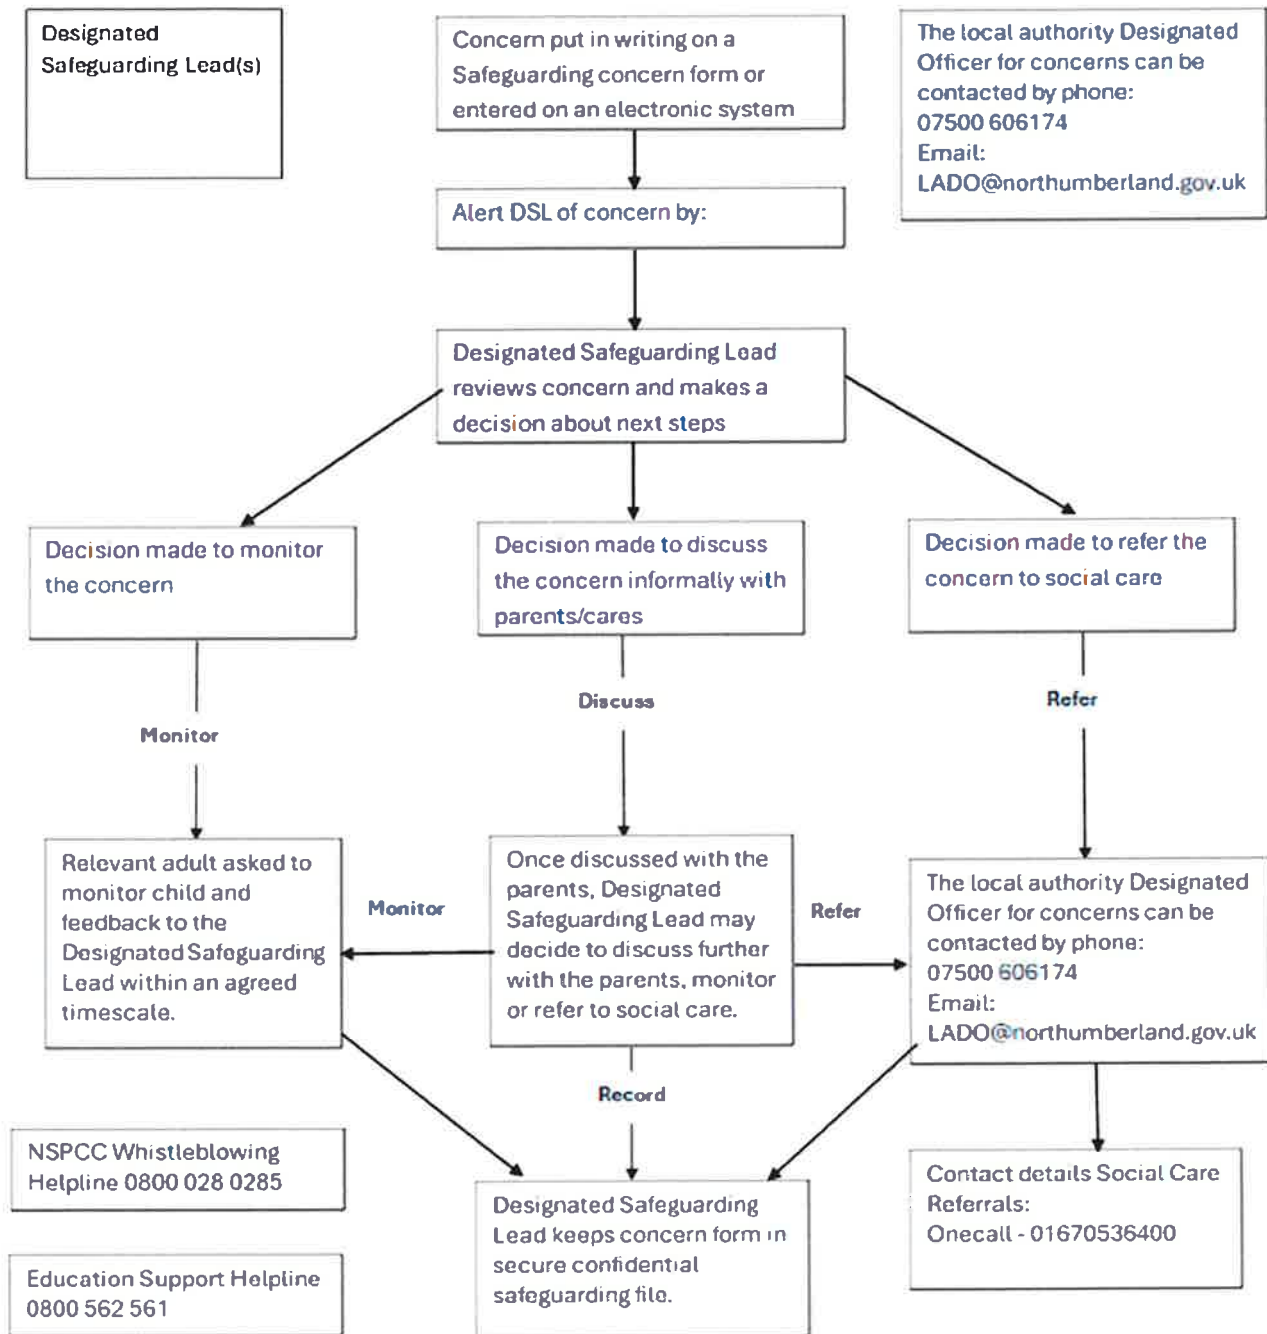 Designated
Safeguarding Lead(s)
Concern put in writing on a
Safeguarding concern form or
entered on an electronic system
The local authority Designated
Officer for concerns can be
contacted by phone:
07500 606174
Email:
LADO@northumberland.gov.uk
Alert DSL of concern by:
Designated Safeguarding Lead
reviews concern and makes a
decision about next steps
Decision made to monitor
the concern
Decision made to discuss
the concern informally with
parents/cares
Decision made to refer the
concern to social care
Monitor
Discuss
Refer
Relevant adult asked to
monitor child and
feedback to the
Designated Safeguarding
Lead within an agreed
timescale.
Monitor
Once discussed with the
parents, Designated
Safeguarding Lead may
decide to discuss further
with the parents, monitor
or refer to social care.
Refer
The local authority Designated
Officer for concerns can be
contacted by phone:
07500 606174
Email:
LADO@northumberland.gov.uk
Record
NSPCC Whistleblowing
Helpline 0800 028 0285
Designated Safeguarding
Lead keeps concern form in
secure confidential
safeguarding file.
Contact details Social Care
Referrals:
Onecall - 01670536400
Education Support Helpline
0800 562 561